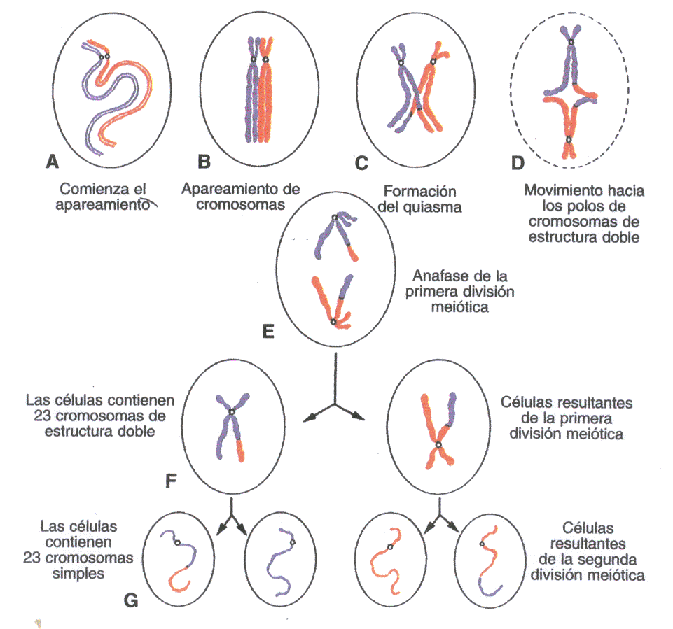 A
Comienza el
apareamiento
B
Apareamiento de
cromosomas
C
Formación
del quiasma
D
Movimiento hacia
los polos de
cromosomas de
estructura doble
E
Anafase de la
primera división
meiótica
Las células contienen
23 cromosomas de
estructura doble
F
Células resultantes
de la primera
división meiótica
Las células
contienen
23 cromosomas
simples
G
Células
resultantes
de la segunda
división meiótica